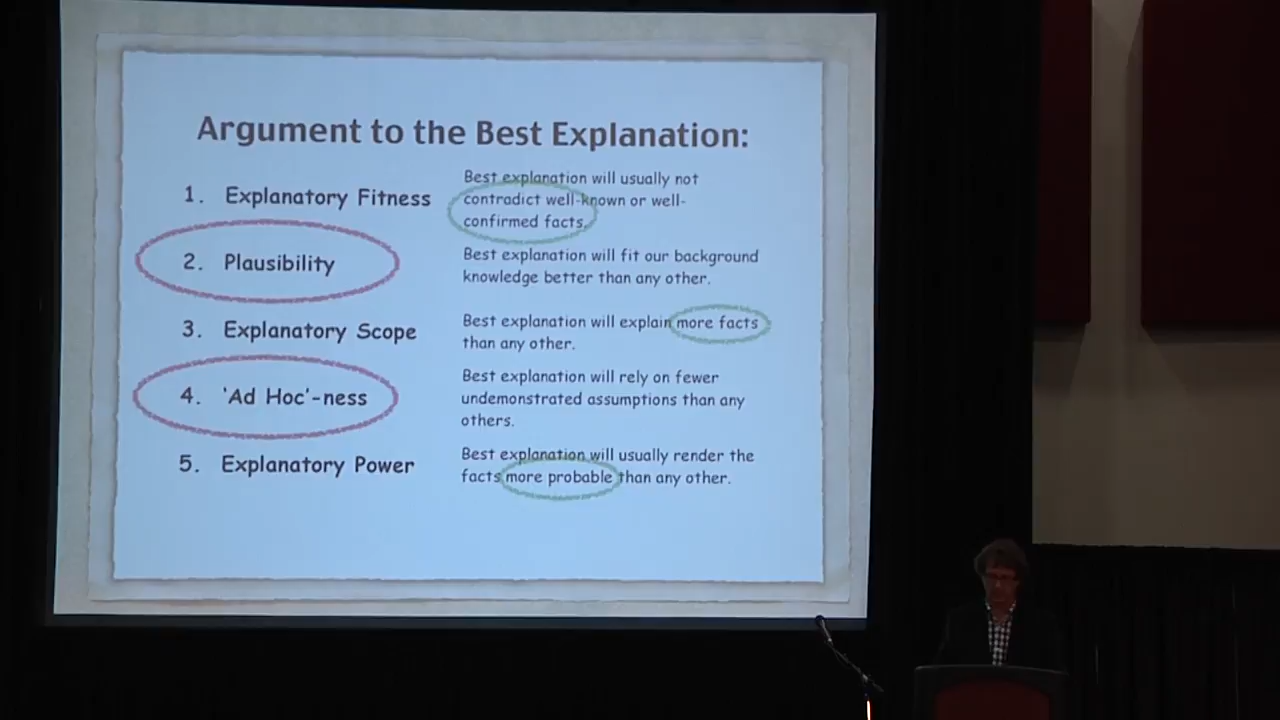 Argument to the Best Explanation:
1. Explanatory Fitness
Best explanation will usually not
contradict well-known or well-
confirmed facts.
2. Plausibility
Best explanation will fit our background
knowledge better than any other.
3. Explanatory Scope
Best explanation will explain more facts
than any other.
4. 'Ad Hoc'-ness
Best explanation will rely on fewer
undemonstrated assumptions than any
others.
5. Explanatory Power
Best explanation will usually render the
facts more probable than any other.